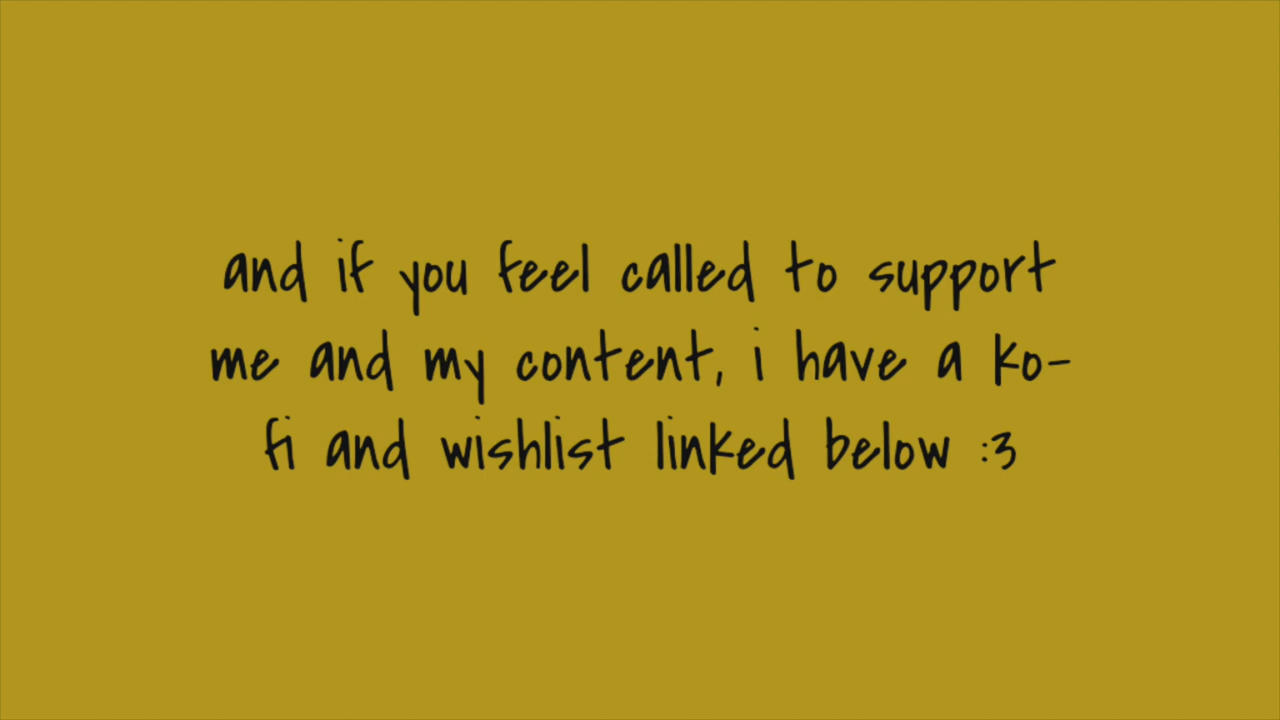 and if you feel called to support
me and my content, i have a ko-
fi and wishlist linked below :3